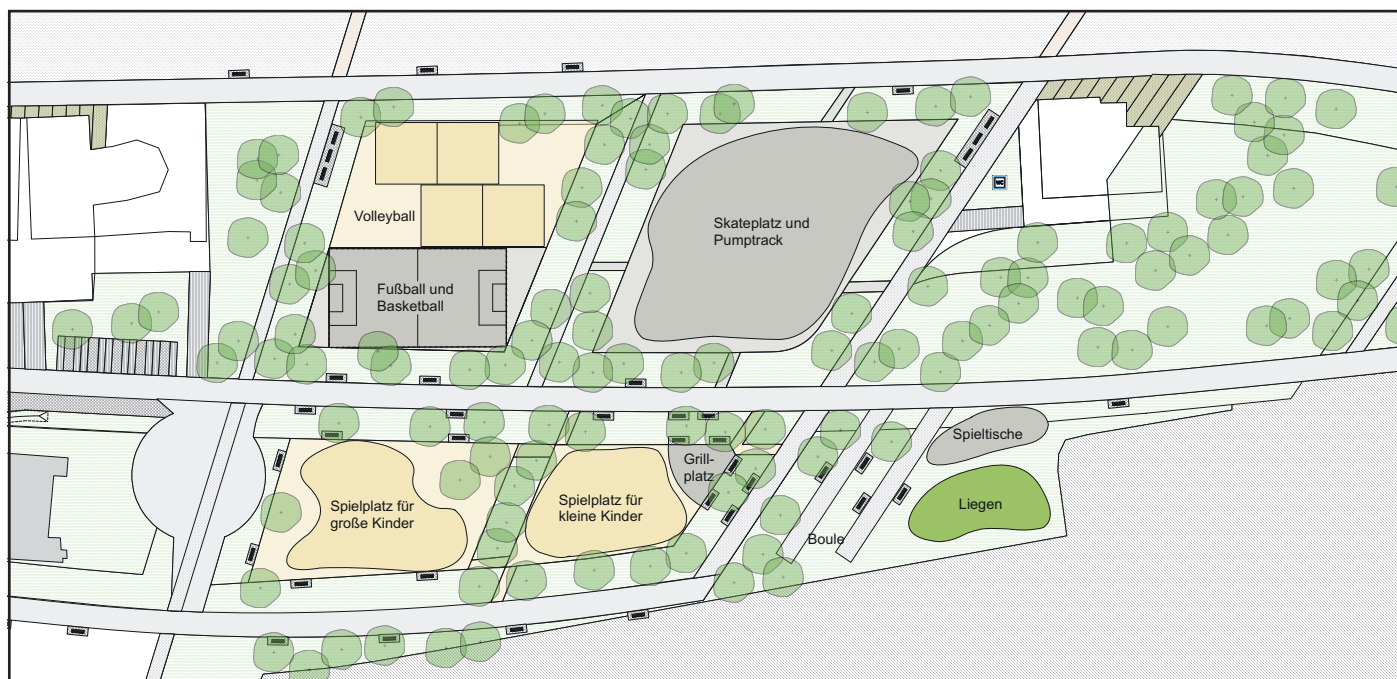 Volleyball
Skateplatz und
Pumptrack
WC
Fußball und
Basketball
Spieltische
Grill-
platz
Spielplatz für
große Kinder
Spielplatz für
kleine Kinder
Liegen
Boule